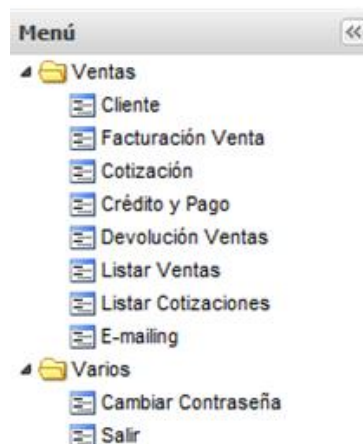 Menú
Ventas
Cliente
Facturación Venta
Cotización
Crédito y Pago
Devolución Ventas
Listar Ventas
Listar Cotizaciones
E-mailing
Varios
Cambiar Contraseña
Salir